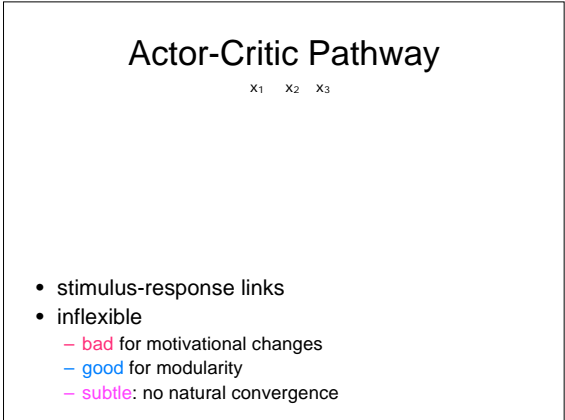 Actor-Critic Pathway
x₁ x₂ x₃
• stimulus-response links
• inflexible
– bad for motivational changes
– good for modularity
– subtle: no natural convergence